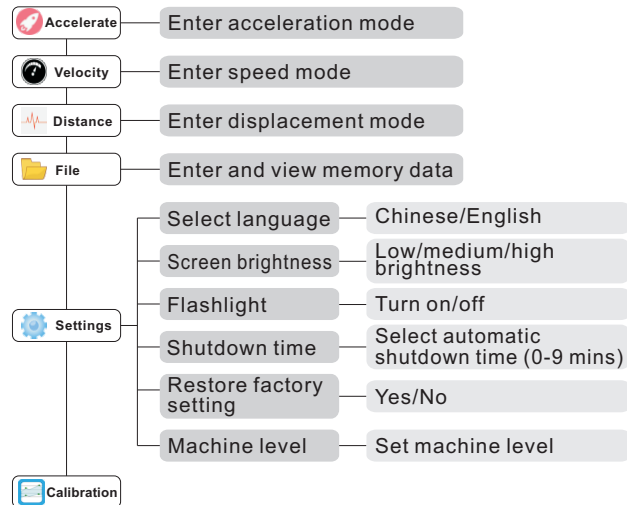 Accelerate
Enter acceleration mode
Velocity
Enter speed mode
Distance
Enter displacement mode
File
Enter and view memory data
Settings
Select language
Chinese/English
Screen brightness
Low/medium/high
brightness
Flashlight
Turn on/off
Shutdown time
Select automatic
shutdown time (0-9 mins)
Restore factory
setting
Yes/No
Machine level
Set machine level
Calibration